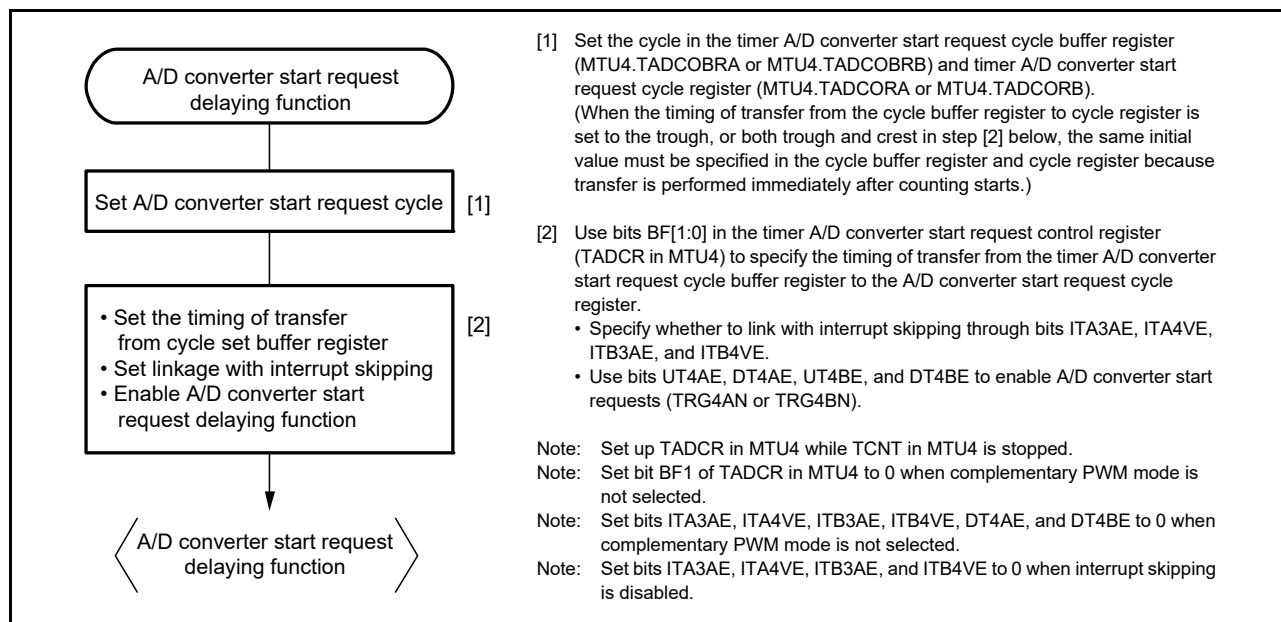 A/D converter start request
delaying function
Set A/D converter start request cycle
[1]
• Set the timing of transfer
from cycle set buffer register
• Set linkage with interrupt skipping
• Enable A/D converter start
request delaying function
[2]
A/D converter start request
delaying function
[1] Set the cycle in the timer A/D converter start request cycle buffer register
(MTU4.TADCOBRA or MTU4.TADCOBRB) and timer A/D converter start
request cycle register (MTU4.TADCORA or MTU4.TADCORB).
(When the timing of transfer from the cycle buffer register to cycle register is
set to the trough, or both trough and crest in step [2] below, the same initial
value must be specified in the cycle buffer register and cycle register because
transfer is performed immediately after counting starts.)
[2] Use bits BF[1:0] in the timer A/D converter start request control register
(TADCR in MTU4) to specify the timing of transfer from the timer A/D converter
start request cycle buffer register to the A/D converter start request cycle
register.
• Specify whether to link with interrupt skipping through bits ITA3AE, ITA4VE,
ITB3AE, and ITB4VE.
• Use bits UT4AE, DT4AE, UT4BE, and DT4BE to enable A/D converter start
requests (TRG4AN or TRG4BN).
Note: Set up TADCR in MTU4 while TCNT in MTU4 is stopped.
Note: Set bit BF1 of TADCR in MTU4 to 0 when complementary PWM mode is
not selected.
Note: Set bits ITA3AE, ITA4VE, ITB3AE, ITB4VE, DT4AE, and DT4BE to 0 when
complementary PWM mode is not selected.
Note: Set bits ITA3AE, ITA4VE, ITB3AE, and ITB4VE to 0 when interrupt skipping
is disabled.